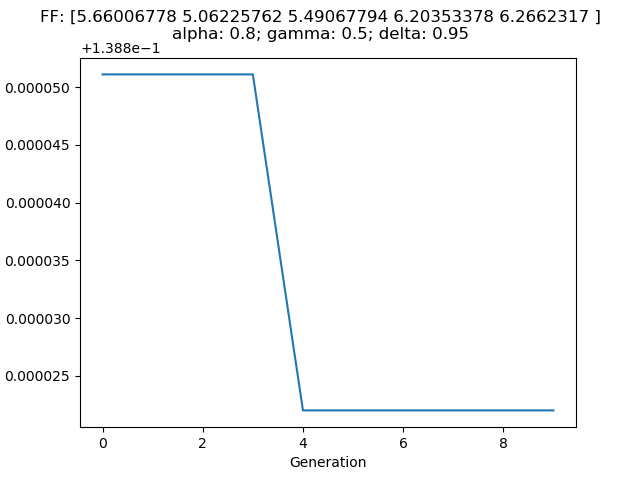 FF: [5.66006778 5.06225762 5.49067794 6.20353378 6.2662317 ]
alpha: 0.8; gamma: 0.5; delta: 0.95
+1.388e−1
0.000050
0.000045
0.000040
0.000035
0.000030
0.000025
0 2 4 6 8
Generation